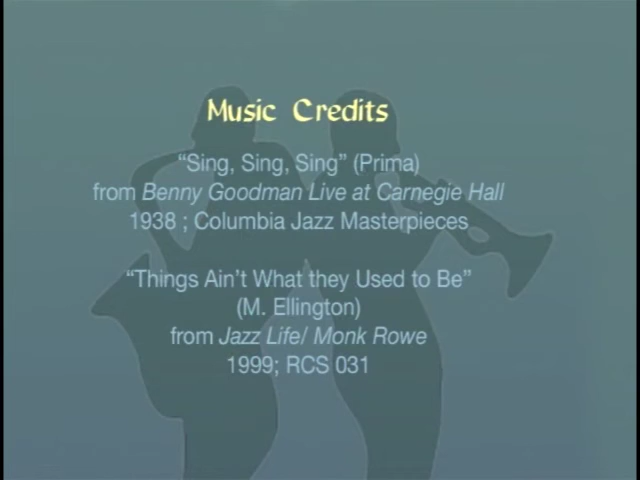 Music Credits
“Sing, Sing, Sing” (Prima)
from Benny Goodman Live at Carnegie Hall
1938 ; Columbia Jazz Masterpieces
“Things Ain’t What they Used to Be”
(M. Ellington)
from Jazz Life/ Monk Rowe
1999; RCS 031